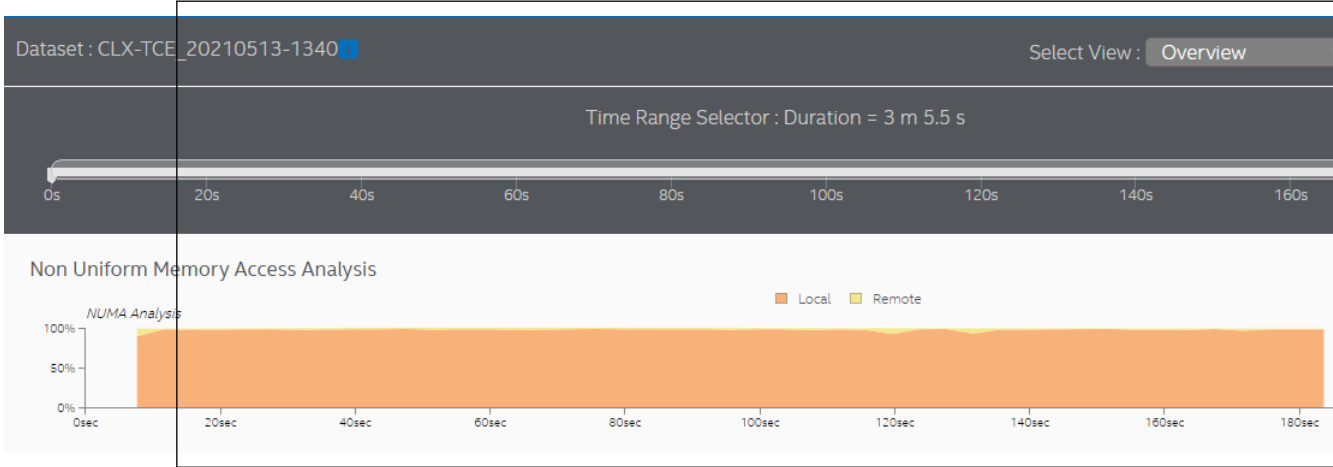 Dataset : CLX-TCE_20210513-1340
Select View : Overview
Time Range Selector : Duration = 3 m 5.5 s
0s 20s 40s 60s 80s 100s 120s 140s 160s
Non Uniform Memory Access Analysis
Local Remote
NUMA Analysis
100%
50%
0%
0sec 20sec 40sec 60sec 80sec 100sec 120sec 140sec 160sec 180sec